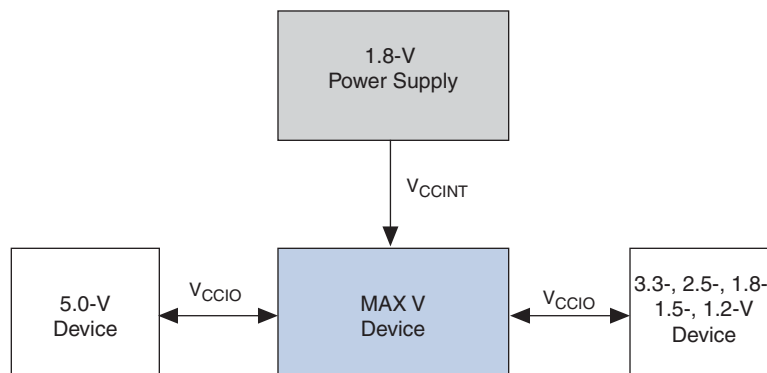 1.8-V
Power Supply
VCCINT
5.0-V
Device
VCCIO
MAX V
Device
VCCIO
3.3-, 2.5-, 1.8-
1.5-, 1.2-V
Device